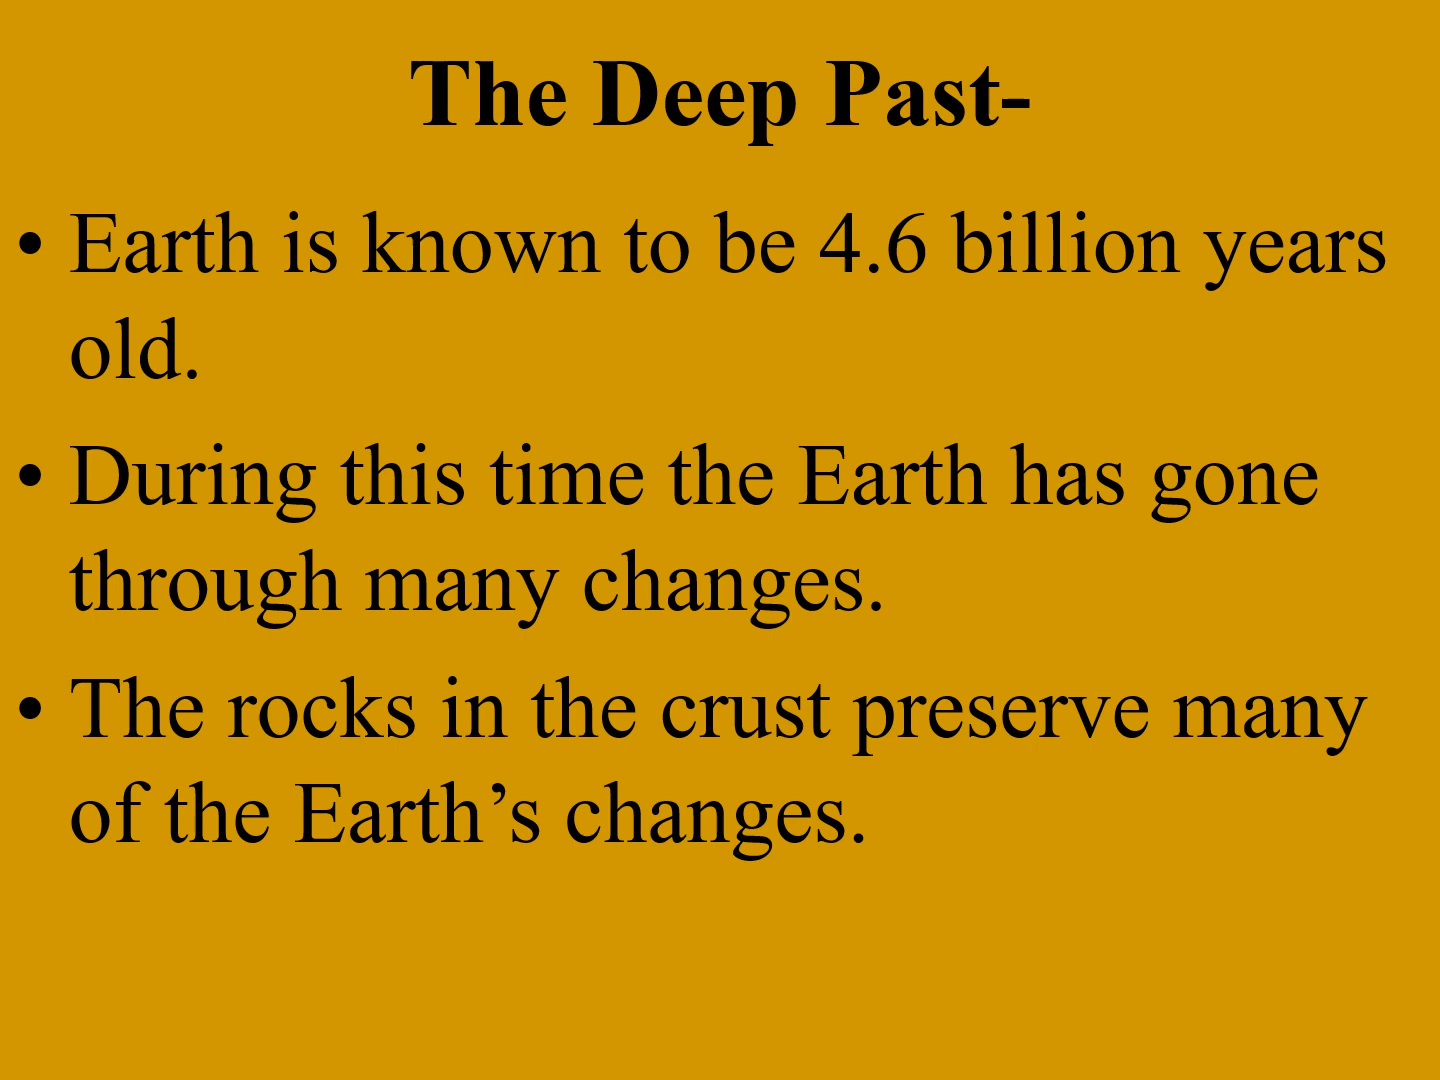 The Deep Past-
• Earth is known to be 4.6 billion years
old.
• During this time the Earth has gone
through many changes.
• The rocks in the crust preserve many
of the Earth’s changes.